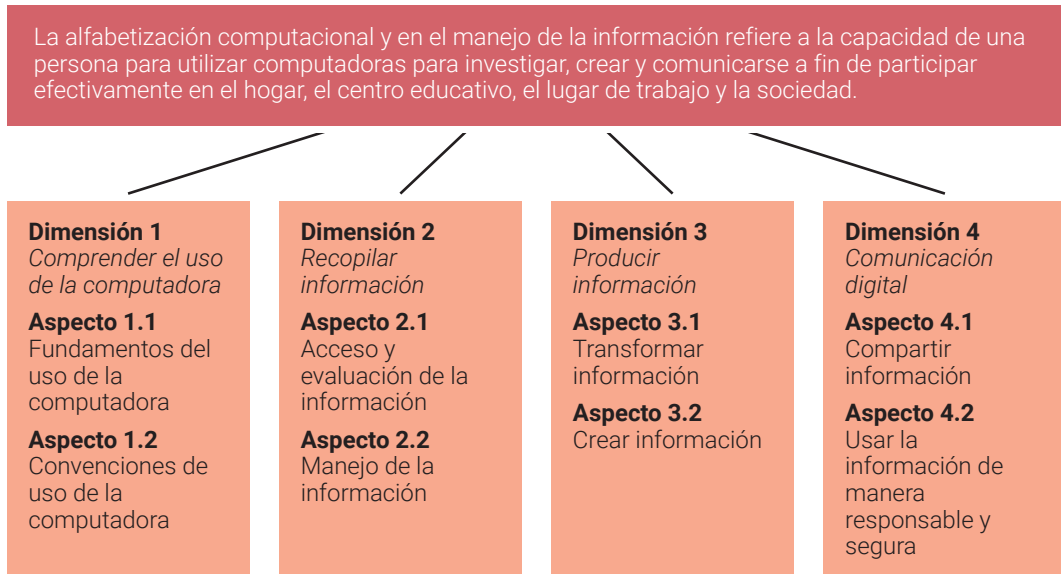 La alfabetización computacional y en el manejo de la información refiere a la capacidad de una
persona para utilizar computadoras para investigar, crear y comunicarse a fin de participar
efectivamente en el hogar, el centro educativo, el lugar de trabajo y la sociedad.
Dimensión 1
Comprender el uso
de la computadora
Aspecto 1.1
Fundamentos del
uso de la
computadora
Aspecto 1.2
Convenciones de
uso de la
computadora
Dimensión 2
Recopilar
información
Aspecto 2.1
Acceso y
evaluación de la
información
Aspecto 2.2
Manejo de la
información
Dimensión 3
Producir
información
Aspecto 3.1
Transformar
información
Aspecto 3.2
Crear información
Dimensión 4
Comunicación
digital
Aspecto 4.1
Compartir
información
Aspecto 4.2
Usar la
información de
manera
responsable y
segura